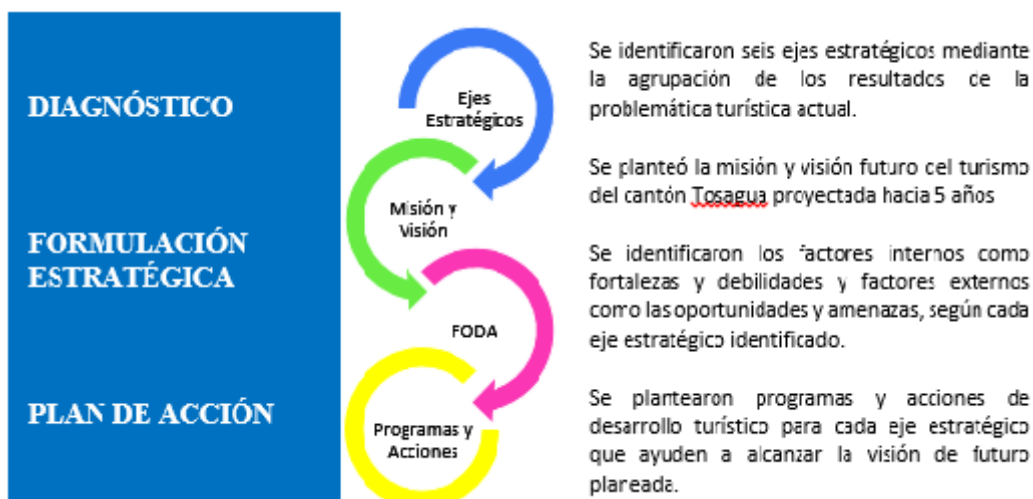 DIAGNÓSTICO
FORMULACIÓN
ESTRATÉGICA
PLAN DE ACCIÓN
Ejes
Estratégicos
Misión y
Visión
FODA
Programas y
Acciones
Se identificaron seis ejes estratégicos mediante
la agrupación de los resultados de la
problemática turística actual.
Se planteó la misión y visión futuro del turismo
del cantón Tosagua proyectada hacia 5 años
Se identificaron los factores internos como
fortalezas y debilidades y factores externos
como las oportunidades y amenazas, según cada
eje estratégico identificado.
Se plantearon programas y acciones de
desarrollo turístico para cada eje estratégico
que ayuden a alcanzar la visión de futuro
planeada.